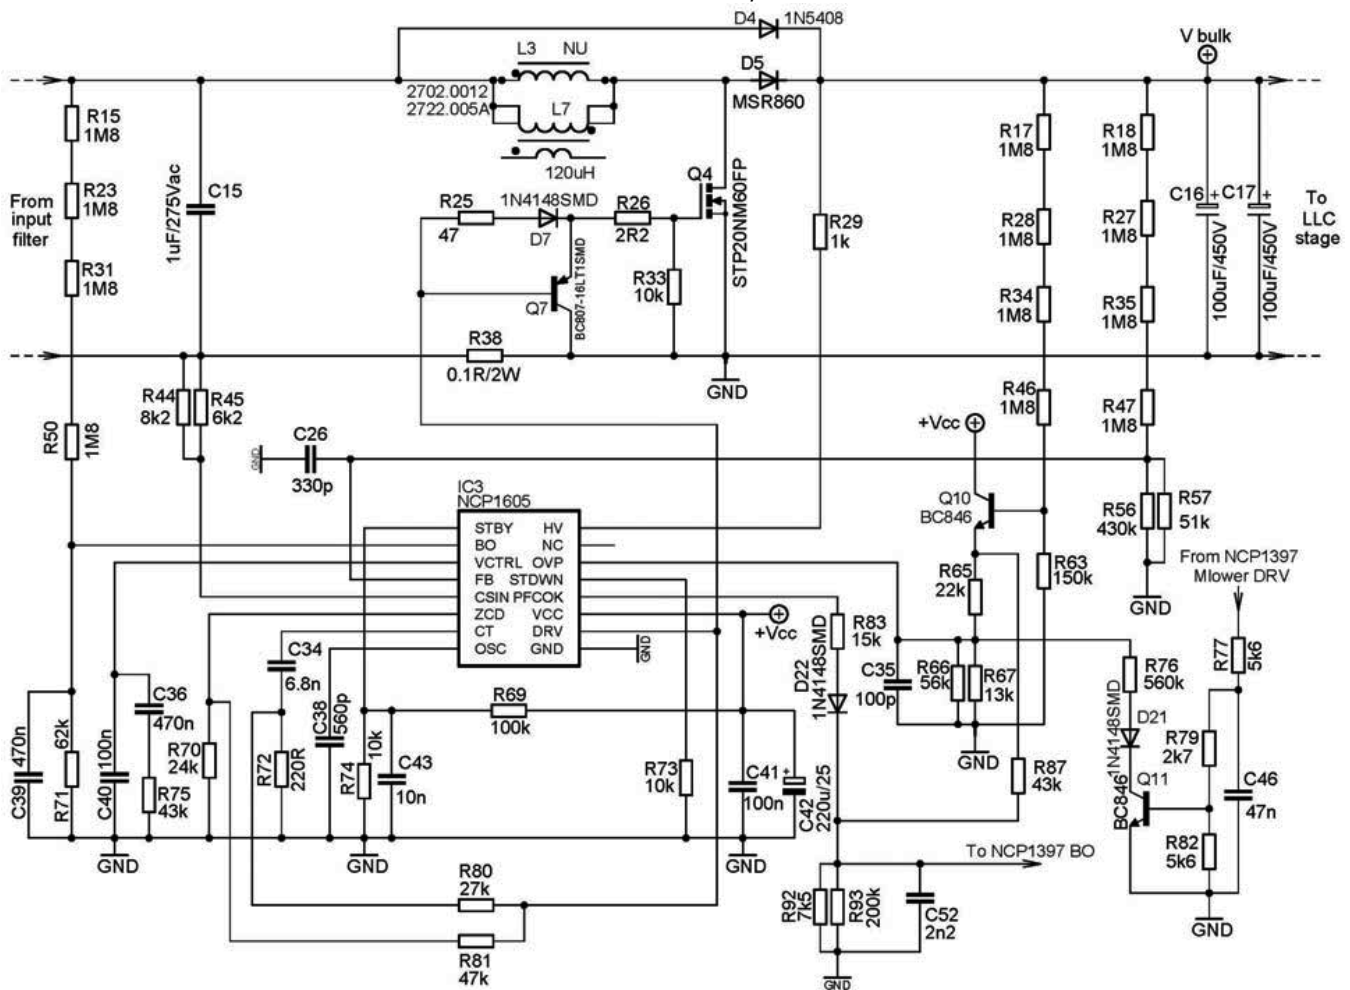 D4
1N5408
L3 NU
V bulk
D5
MSR860
2702.0012
2722.005A
L7
120uH
R15
1M8
R17
1M8
R18
1M8
From
input
filter
R23
1M8
1uF/275Vac
C15
Q4
STP20NM60FP
R25
47
1N4148SMD
D7
R26
2R2
R29
1k
R28
1M8
R27
1M8
C16
+
100uF/450V
C17
+
100uF/450V
To
LLC
stage
R31
1M8
Q7
BC807-16LT1SMD
R33
10k
R34
1M8
R35
1M8
R38
0.1R/2W
GND
R44
8k2
R45
6k2
R46
1M8
R47
1M8
R50
1M8
+Vcc
C26
330p
GND
IC3
NCP1605
STBY HV
BO NC
VCTRL OVP
FB STDWN
CSIN PFCOK
ZCD VCC
CT DRV
OSC GND
GND
+Vcc
Q10
BC846
R56
430k
R57
51k
GND
From NCP1397
Mlower DRV
R65
22k
R63
150k
R83
15k
D22
1N4148SMD
C35
100p
R66
56k
R67
13k
GND
R76
560k
R77
5k6
D21
1N4148SMD
Q11
BC846
R79
2k7
C46
47n
R82
5k6
GND
C34
6.8n
C36
470n
C38
560p
R69
100k
C39
470n
R71
62k
C40
100n
R75
43k
R70
24k
R72
220R
R74
10k
C43
10n
R73
10k
C41
100n
+
C42
220u/25
R87
43k
GND
GND
GND
To NCP1397 BO
R80
27k
R81
47k
R92
7k5
R93
200k
C52
2n2
GND